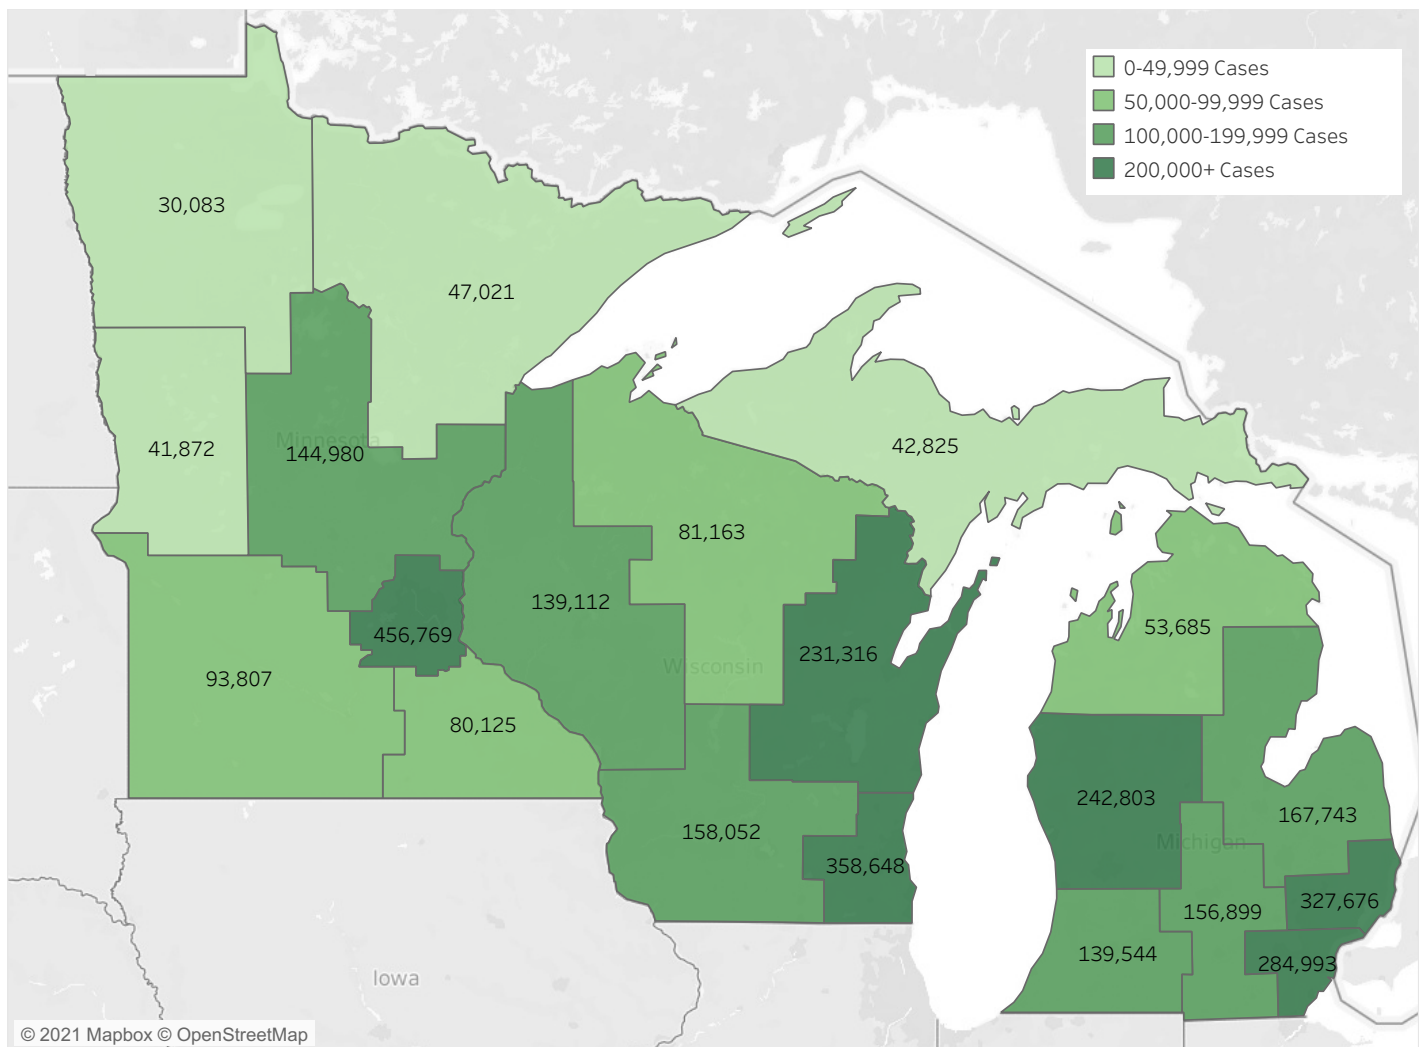 0-49,999 Cases
50,000-99,999 Cases
100,000-199,999 Cases
200,000+ Cases
30,083
47,021
41,872
Minnesota
144,980
42,825
81,163
139,112
456,769
53,685
231,316
Wisconsin
93,807
80,125
242,803
167,743
158,052
Michigan
358,648
327,676
156,899
139,544
284,993
Iowa
© 2021 Mapbox © OpenStreetMap